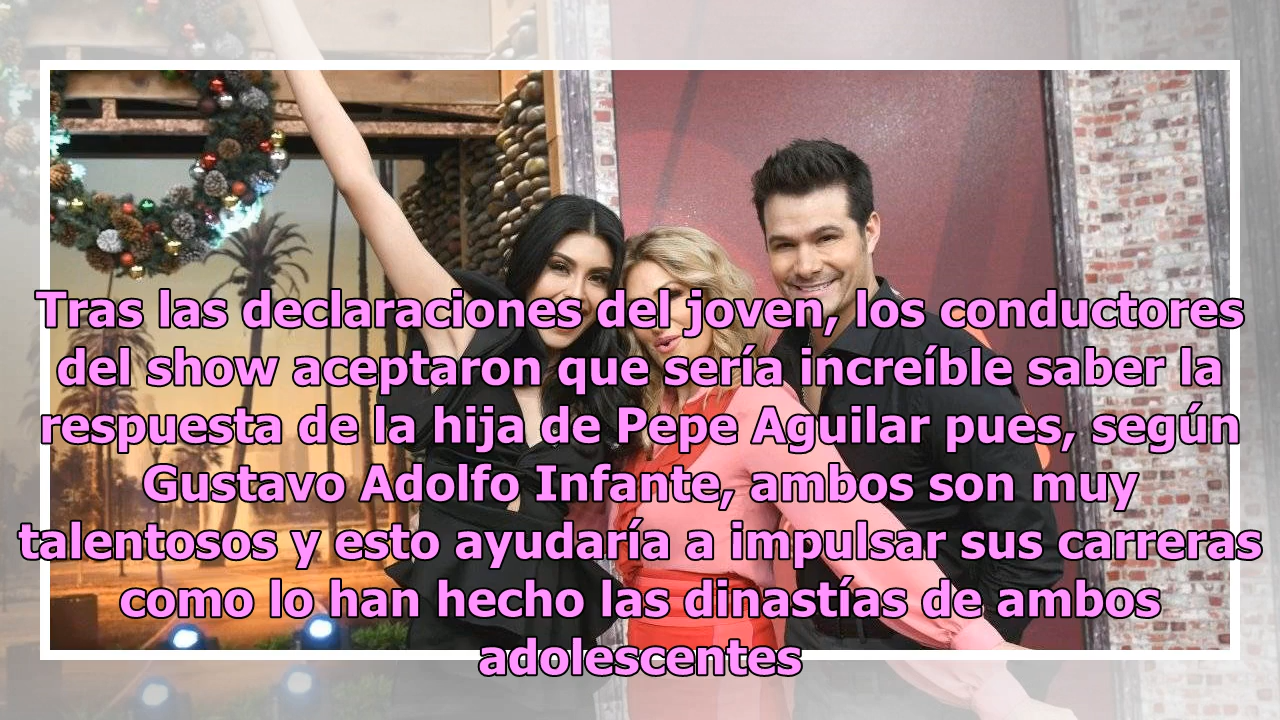 Tras las declaraciones del joven, los conductores
del show aceptaron que sería increíble saber la
respuesta de la hija de Pepe Aguilar pues, según
Gustavo Adolfo Infante, ambos son muy
talentosos y esto ayudaría a impulsar sus carreras
como lo han hecho las dinastías de ambos
adolescentes